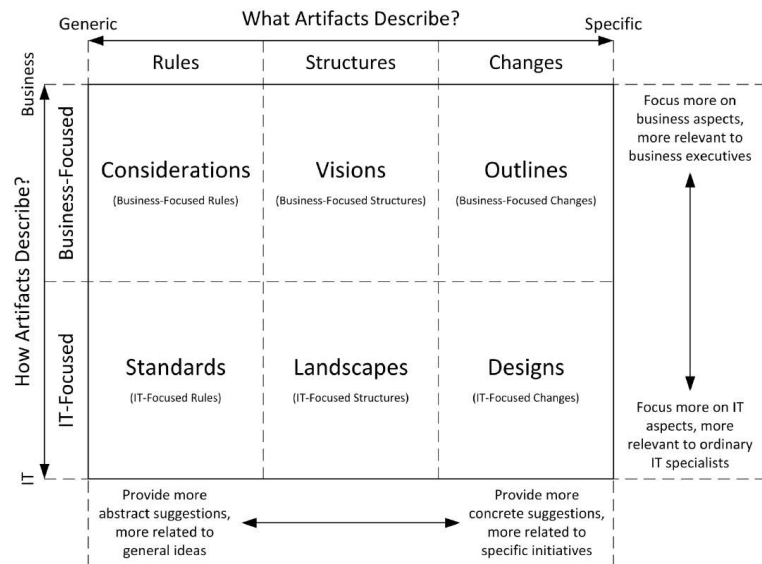 What Artifacts Describe?
Generic
Specific
Rules
Structures
Changes
How Artifacts Describe?
Business
IT
Business-Focused
IT-Focused
Considerations
(Business-Focused Rules)
Visions
(Business-Focused Structures)
Outlines
(Business-Focused Changes)
Standards
(IT-Focused Rules)
Landscapes
(IT-Focused Structures)
Designs
(IT-Focused Changes)
Focus more on
business aspects,
more relevant to
business executives
Focus more on IT
aspects, more
relevant to ordinary
IT specialists
Provide more
abstract suggestions,
more related to
general ideas
Provide more
concrete suggestions,
more related to
specific initiatives